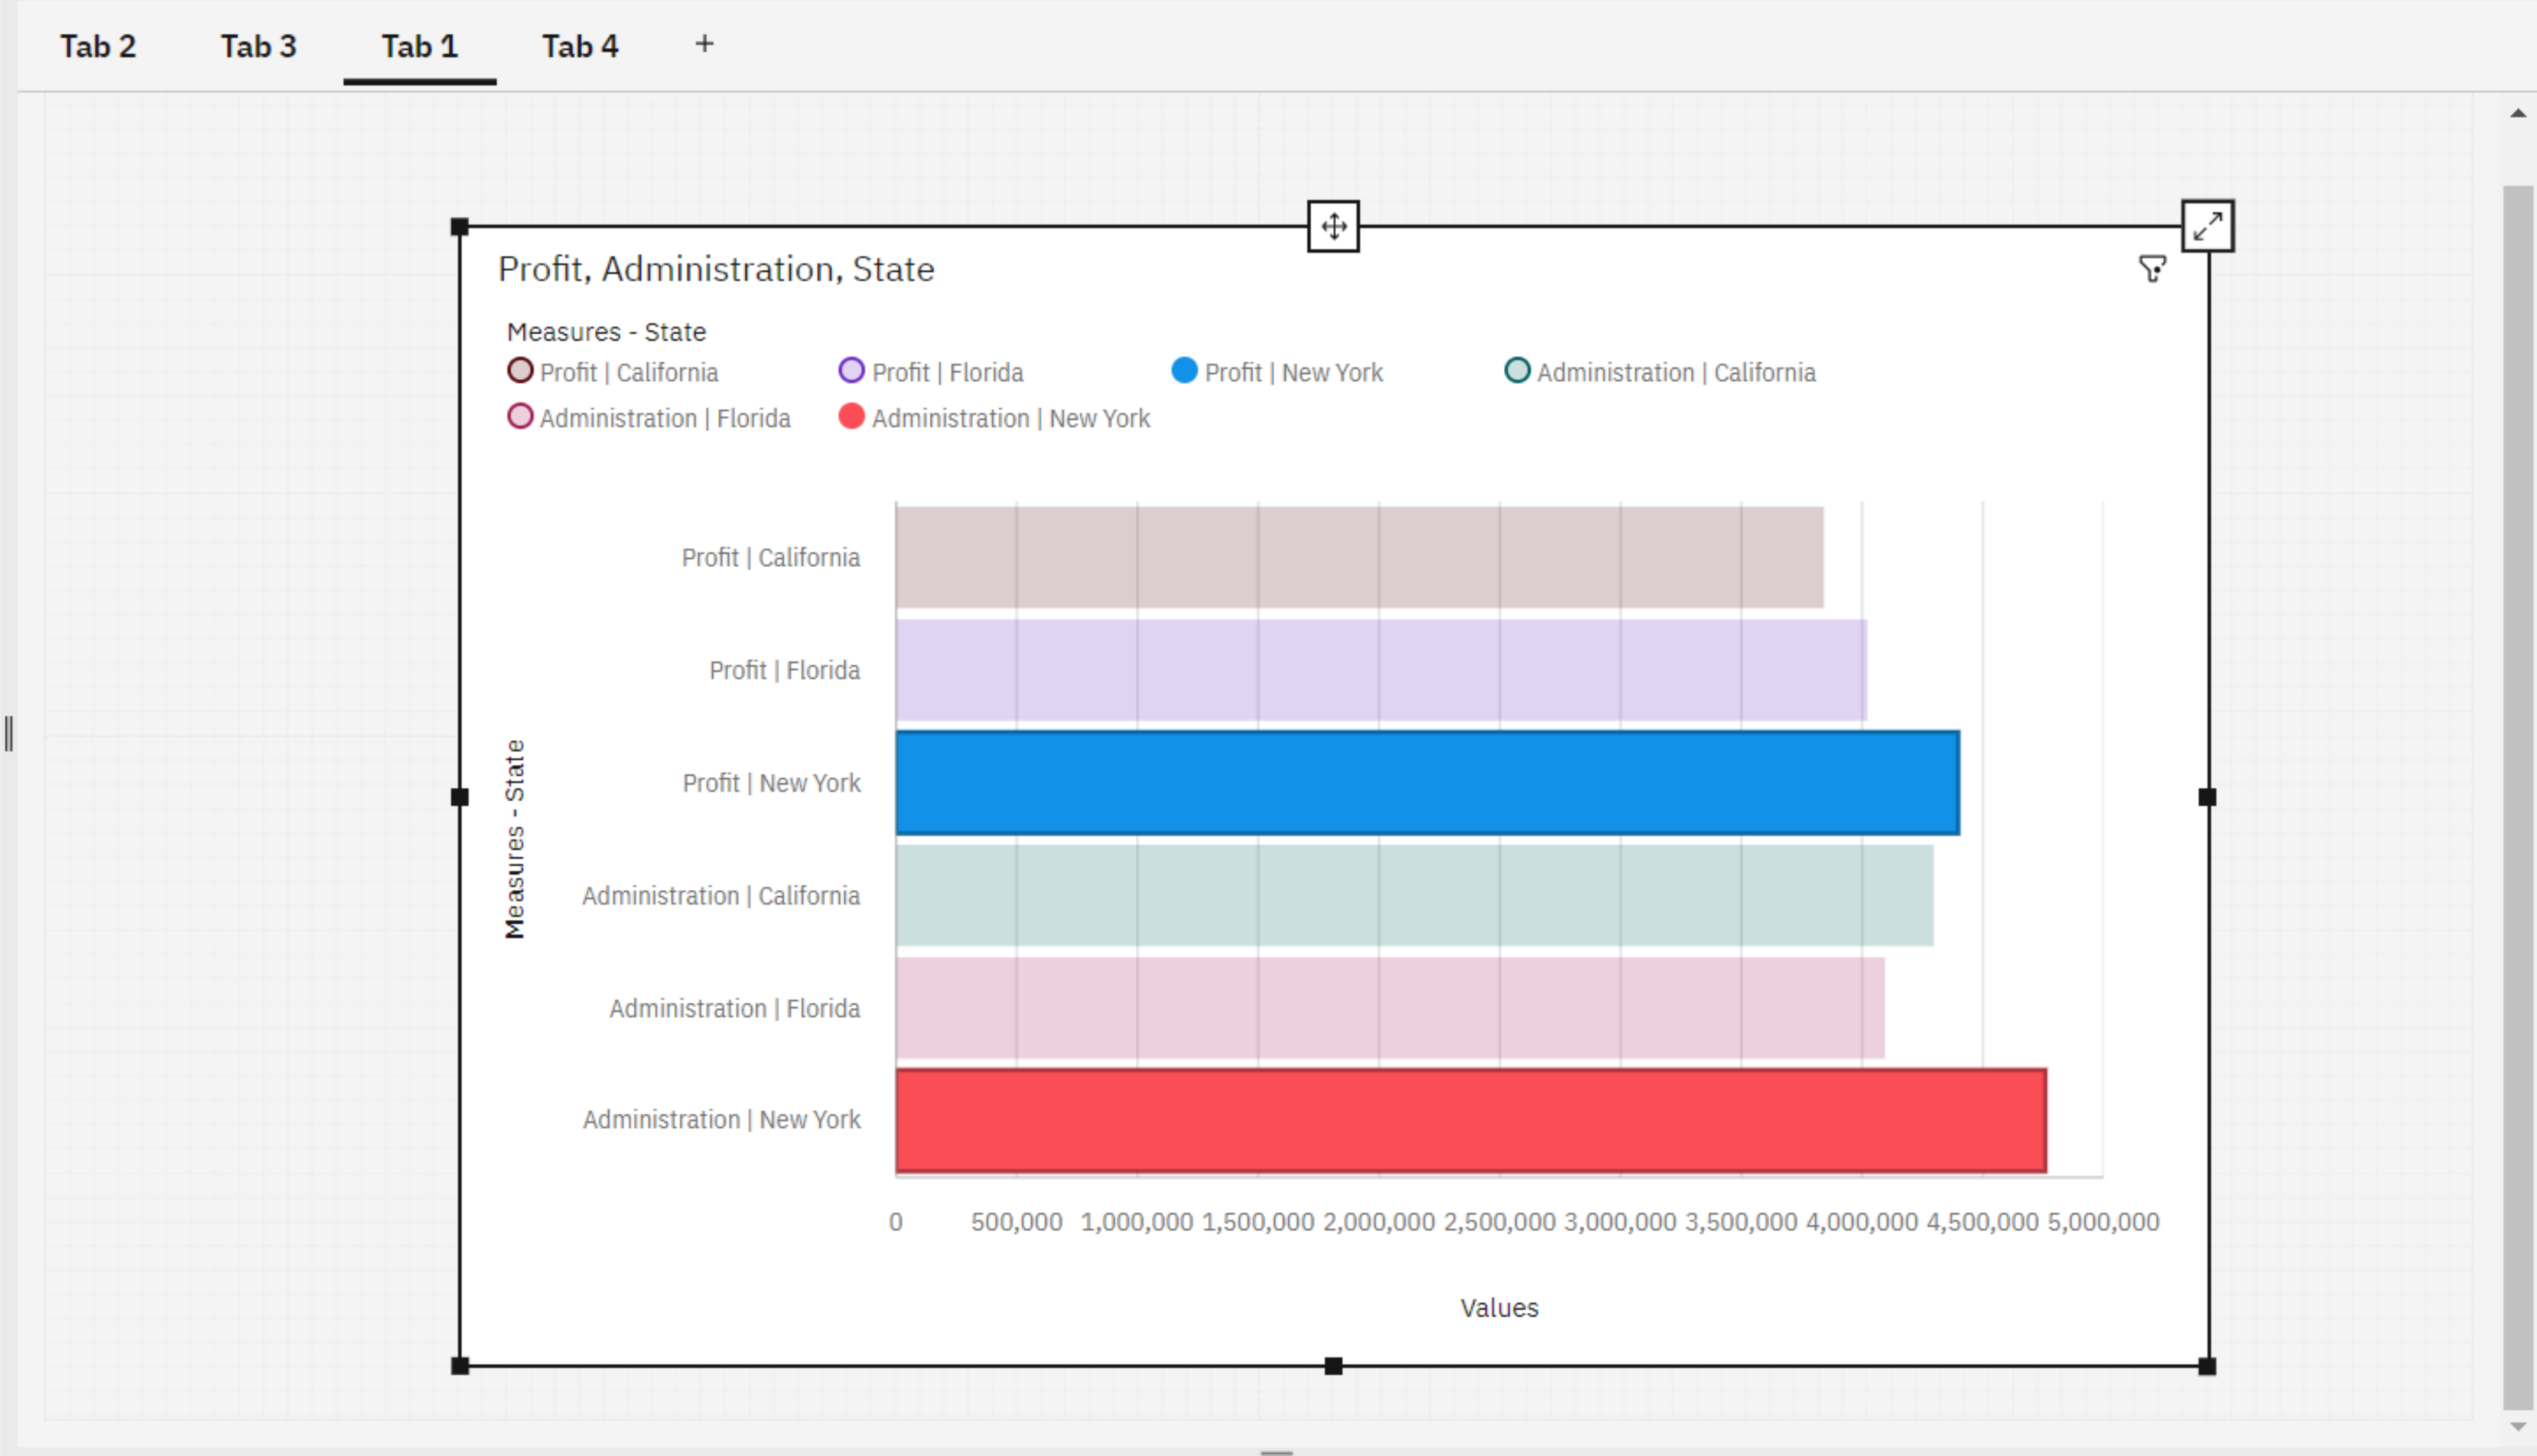 Tab 2 Tab 3 Tab 1 Tab 4 +
Profit, Administration, State
Measures - State
Profit | California Profit | Florida Profit | New York Administration | California
Administration | Florida Administration | New York
Measures - State
Profit | California
Profit | Florida
Profit | New York
Administration | California
Administration | Florida
Administration | New York
0 500,000 1,000,000 1,500,000 2,000,000 2,500,000 3,000,000 3,500,000 4,000,000 4,500,000 5,000,000
Values